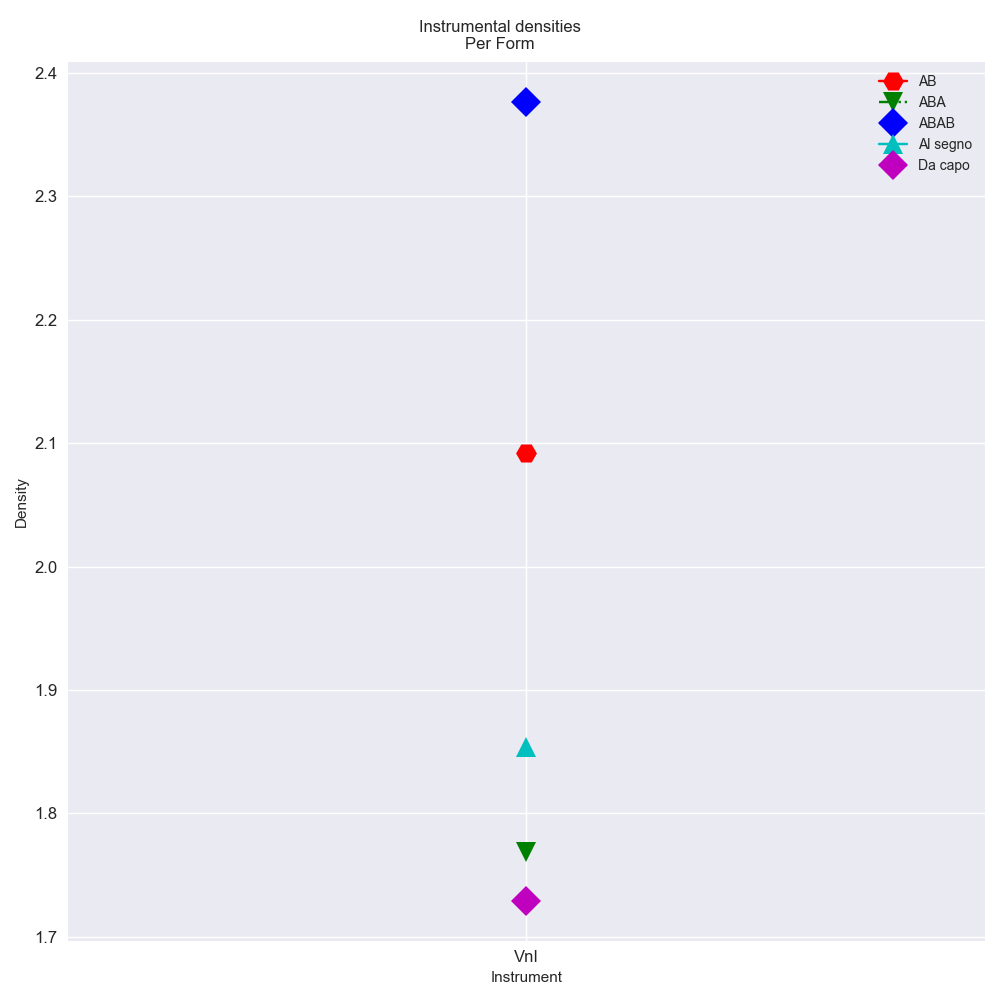 Instrumental densities
Per Form
2.4
2.3
2.2
2.1
2.0
1.9
1.8
1.7
Density
AB
ABA
ABAB
Al segno
Da capo
VnI
Instrument